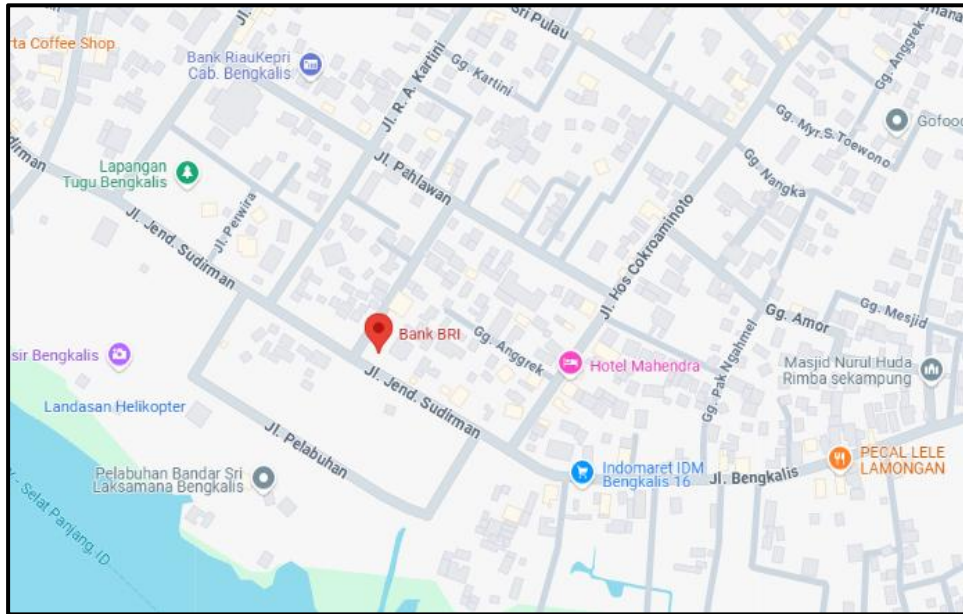 Sri Pulau
rta Coffee Shop
Bank RiauKepri
Cab. Bengkalis
Jl. R. A. Kartini
Gg. Kartini
Gg. Anggrek
Gofood
Gg. Myr.S. Toewono
Gg. Nangka
Jl. Pahlawan
Lapangan
Tugu Bengkalis
Jl. Perwira
Jl. Jend. Sudirman
Jl. Hos Cokroaminoto
Gg. Amor
Gg. Mesjid
Bank BRI
Gg. Anggrek
Hotel Mahendra
Gg. Pak Ngahmel
Masjid Nurul Huda
Rimba sekampung
sir Bengkalis
Landasan Helikopter
Jl. Jend. Sudirman
Jl. Pelabuhan
Pelabuhan Bandar Sri
Laksamana Bengkalis
Indomaret IDM
Bengkalis 16
Jl. Bengkalis
PECAL LELE
LAMONGAN
- Selat Panjang, ID